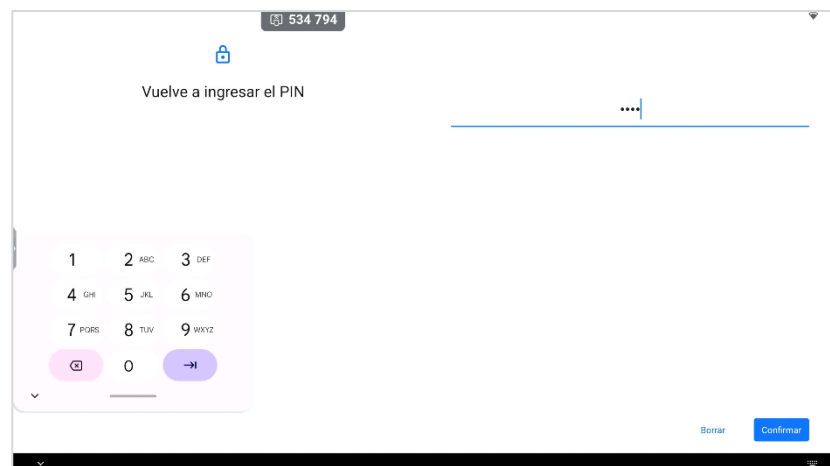 534 794
Vuelve a ingresar el PIN
••••
1 2 ABC 3 DEF
4 GHI 5 JKL 6 MNO
7 PQRS 8 TUV 9 WXYZ
0
Borrar Confirmar